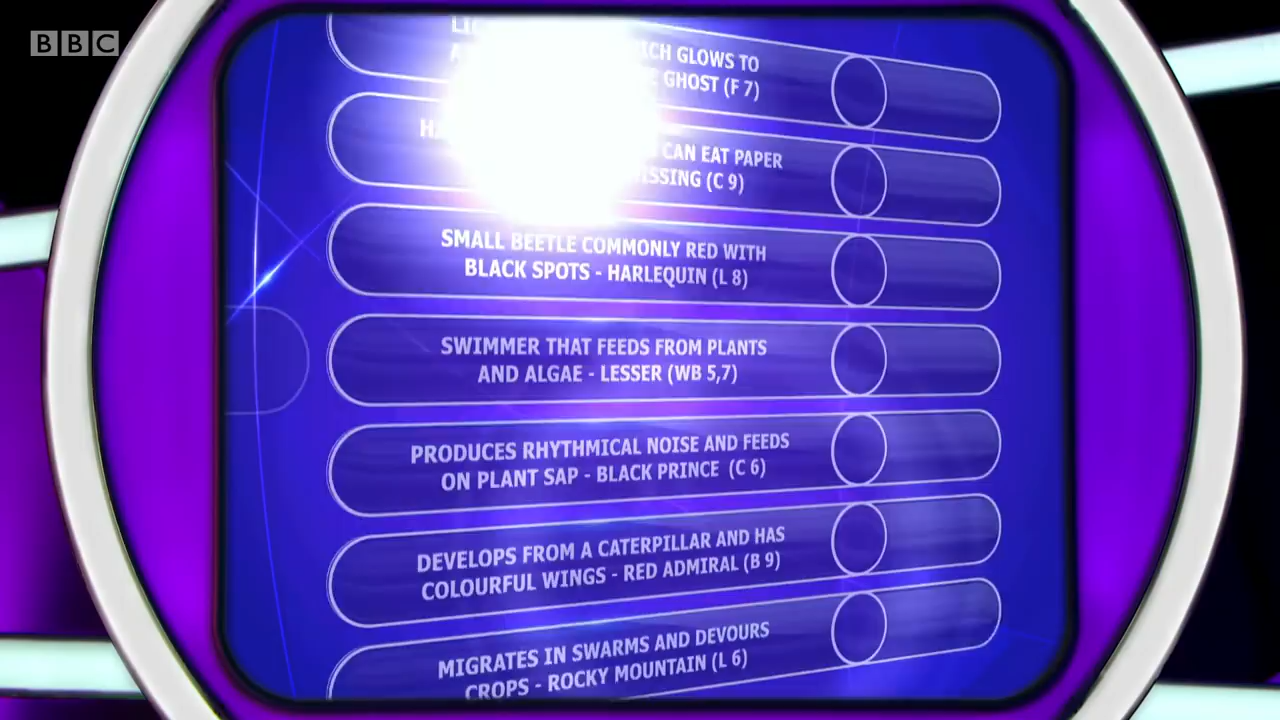 BBC
GLOWS TO
GHOST (F 7)
CAN EAT PAPER
(C 9)
SMALL BEETLE COMMONLY RED WITH
BLACK SPOTS - HARLEQUIN (L 8)
SWIMMER THAT FEEDS FROM PLANTS
AND ALGAE - LESSER (WB 5,7)
PRODUCES RHYTHMICAL NOISE AND FEEDS
ON PLANT SAP - BLACK PRINCE (C 6)
DEVELOPS FROM A CATERPILLAR AND HAS
COLOURFUL WINGS - RED ADMIRAL (B 9)
MIGRATES IN SWARMS AND DEVOURS
CROPS - ROCKY MOUNTAIN (L 6)